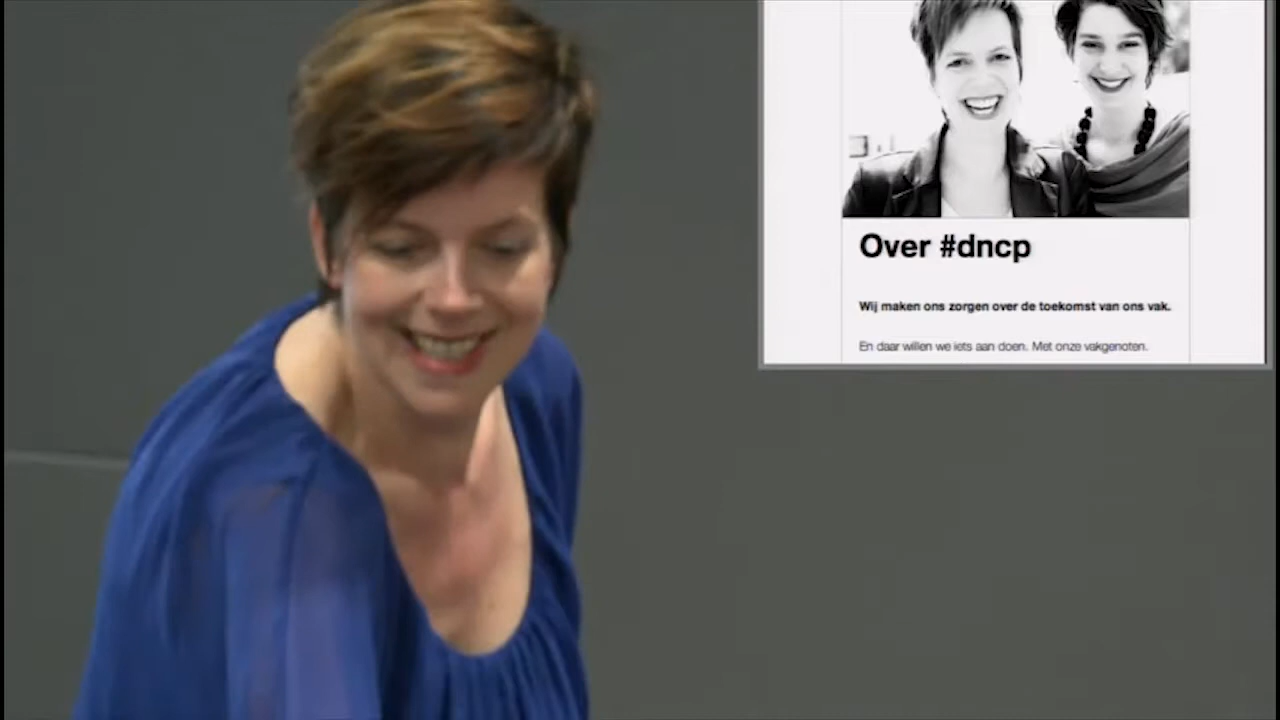 Over #dncp
Wij maken ons zorgen over de toekomst van ons vak.
En daar willen we iets aan doen. Met onze vakgenoten.